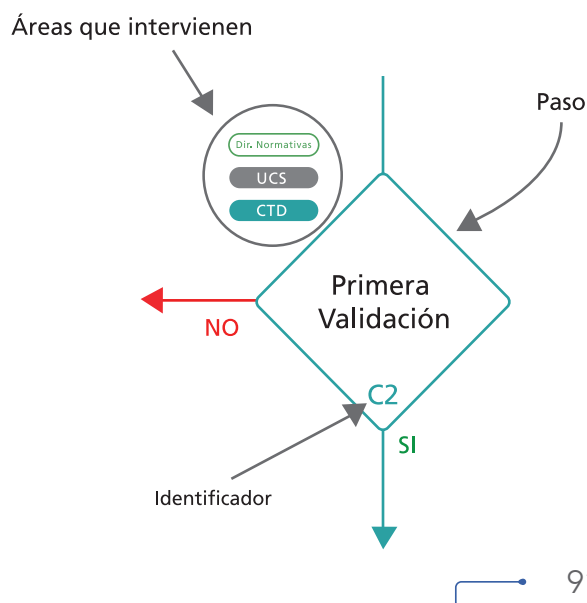 Áreas que intervienen
Paso
Dir. Normativas
UCS
CTD
Primera
Validación
NO
C2
SI
Identificador
9